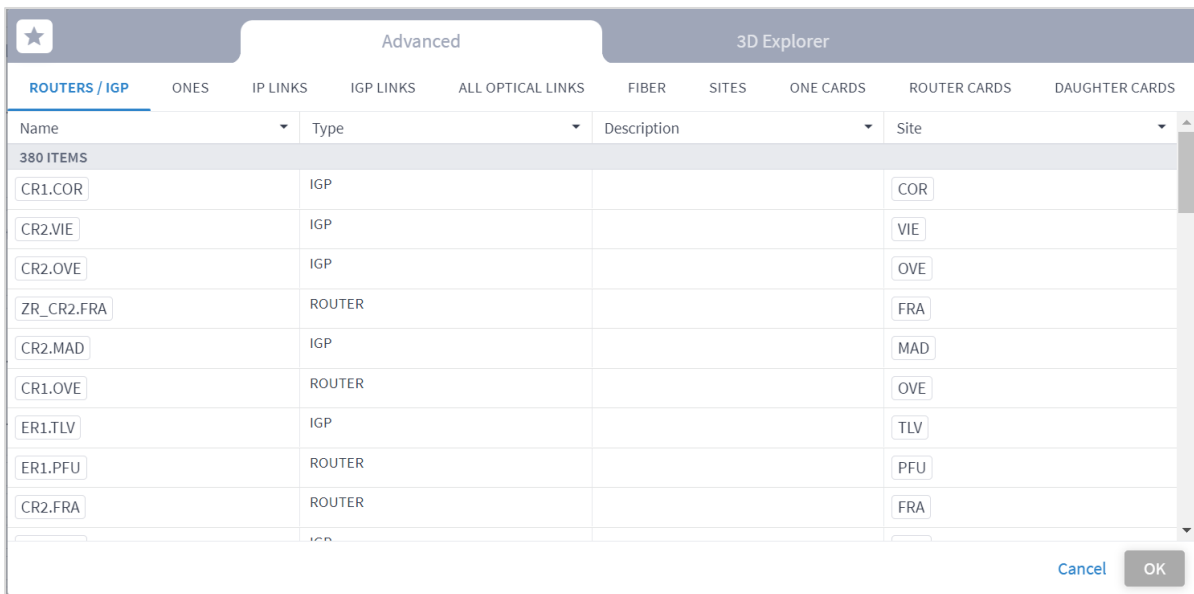 Advanced 3D Explorer
ROUTERS / IGP ONES IP LINKS IGP LINKS ALL OPTICAL LINKS FIBER SITES ONE CARDS ROUTER CARDS DAUGHTER CARDS
Name Type Description Site
380 ITEMS
CR1.COR IGP COR
CR2.VIE IGP VIE
CR2.OVE IGP OVE
ZR_CR2.FRA ROUTER FRA
CR2.MAD IGP MAD
CR1.OVE ROUTER OVE
ER1.TLV IGP TLV
ER1.PFU ROUTER PFU
CR2.FRA ROUTER FRA
Cancel OK